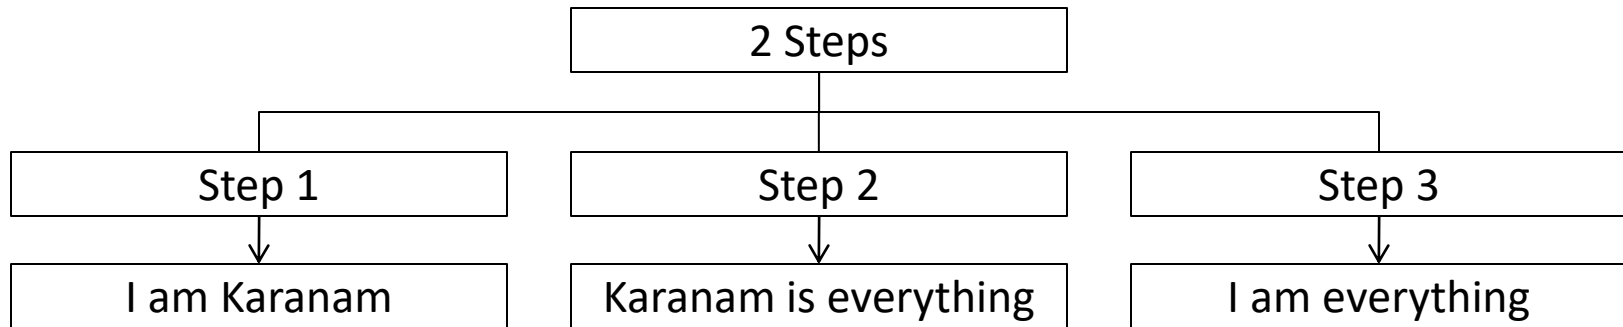 2 Steps
Step 1
Step 2
Step 3
I am Karanam
Karanam is everything
I am everything